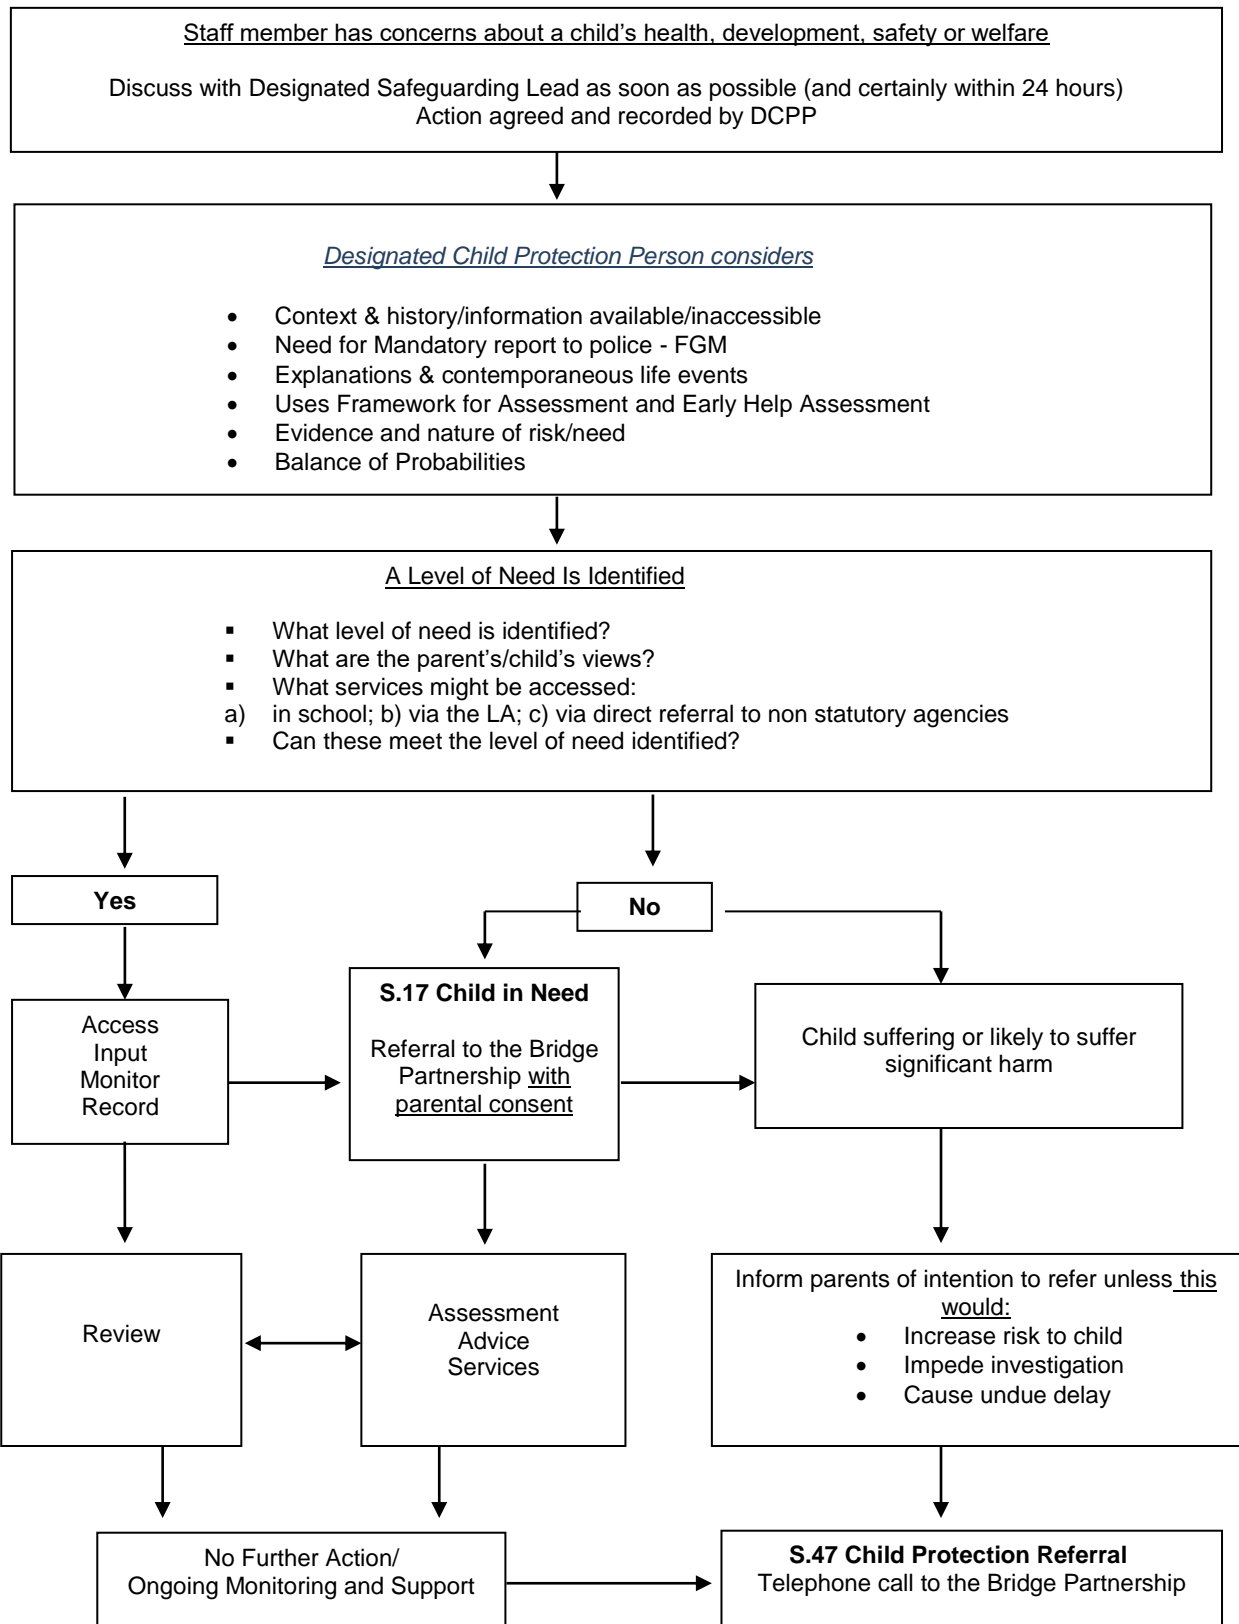 Staff member has concerns about a child’s health, development, safety or welfare
Discuss with Designated Safeguarding Lead as soon as possible (and certainly within 24 hours)
Action agreed and recorded by DCPP
Designated Child Protection Person considers
• Context & history/information available/inaccessible
• Need for Mandatory report to police - FGM
• Explanations & contemporaneous life events
• Uses Framework for Assessment and Early Help Assessment
• Evidence and nature of risk/need
• Balance of Probabilities
A Level of Need Is Identified
▪ What level of need is identified?
▪ What are the parent’s/child’s views?
▪ What services might be accessed:
a) in school; b) via the LA; c) via direct referral to non statutory agencies
▪ Can these meet the level of need identified?
Yes
No
Access
Input
Monitor
Record
S.17 Child in Need
Referral to the Bridge
Partnership with
parental consent
Child suffering or likely to suffer
significant harm
Review
Assessment
Advice
Services
Inform parents of intention to refer unless this
would:
• Increase risk to child
• Impede investigation
• Cause undue delay
No Further Action/
Ongoing Monitoring and Support
S.47 Child Protection Referral
Telephone call to the Bridge Partnership